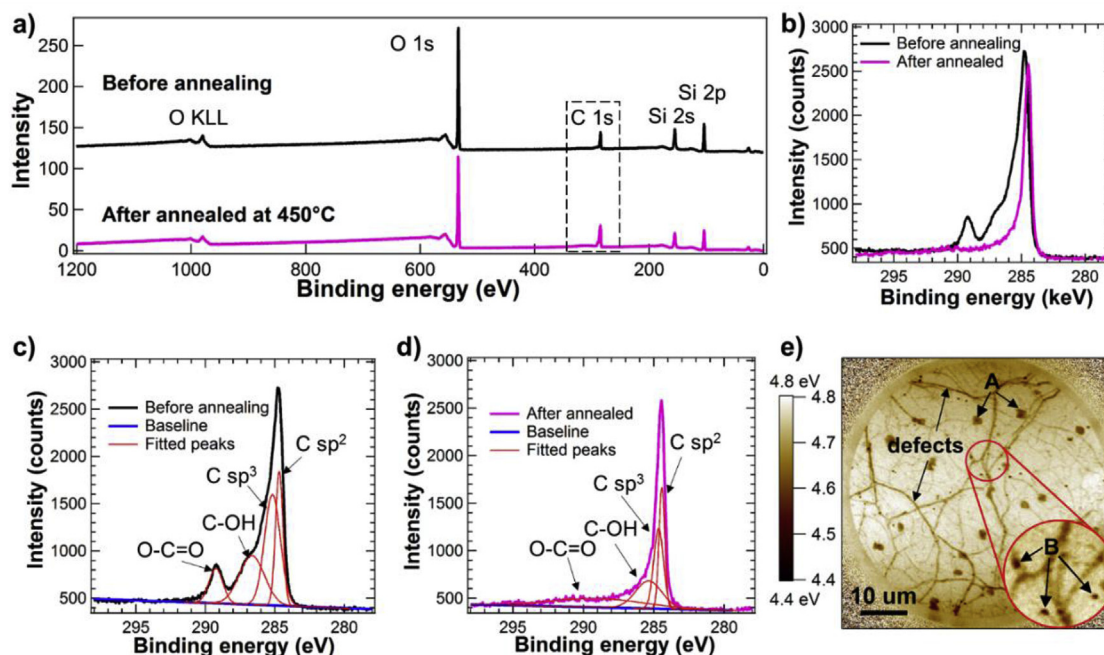 a)
Intensity
250
200
150
100
50
0
O KLL
O 1s
C 1s
Si 2s
Si 2p
Before annealing
After annealed at 450°C
1200
1000
800
600
400
200
0
Binding energy (eV)
b)
Intensity (counts)
3000
2500
2000
1500
1000
500
Before annealing
After annealed
295
290
285
280
Binding energy (keV)
c)
Intensity (counts)
3000
2500
2000
1500
1000
500
Before annealing
Baseline
Fitted peaks
C sp²
C sp³
C-OH
O-C=O
295
290
285
280
Binding energy (eV)
d)
Intensity (counts)
3000
2500
2000
1500
1000
500
After annealed
Baseline
Fitted peaks
C sp²
C sp³
C-OH
O-C=O
295
290
285
280
Binding energy (eV)
e)
4.8 eV
4.8
4.7
4.6
4.5
4.4
4.4 eV
A
defects
B
10 um